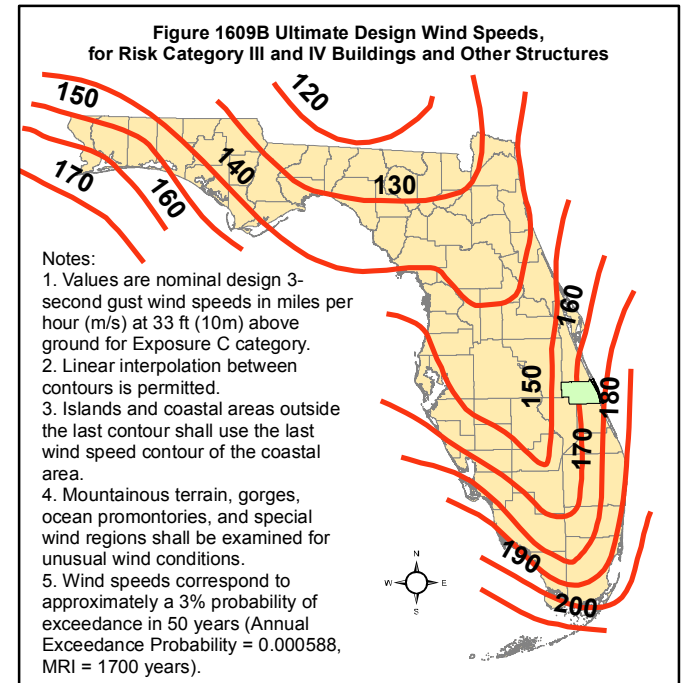 Figure 1609B Ultimate Design Wind Speeds,
for Risk Category III and IV Buildings and Other Structures
120
150
140
130
170
160
Notes:
1. Values are nominal design 3-
second gust wind speeds in miles per
hour (m/s) at 33 ft (10m) above
ground for Exposure C category.
2. Linear interpolation between
contours is permitted.
3. Islands and coastal areas outside
the last contour shall use the last
wind speed contour of the coastal
area.
4. Mountainous terrain, gorges,
ocean promontories, and special
wind regions shall be examined for
unusual wind conditions.
5. Wind speeds correspond to
approximately a 3% probability of
exceedance in 50 years (Annual
Exceedance Probability = 0.000588,
MRI = 1700 years).
160
150
180
170
190
200
N
W E
S